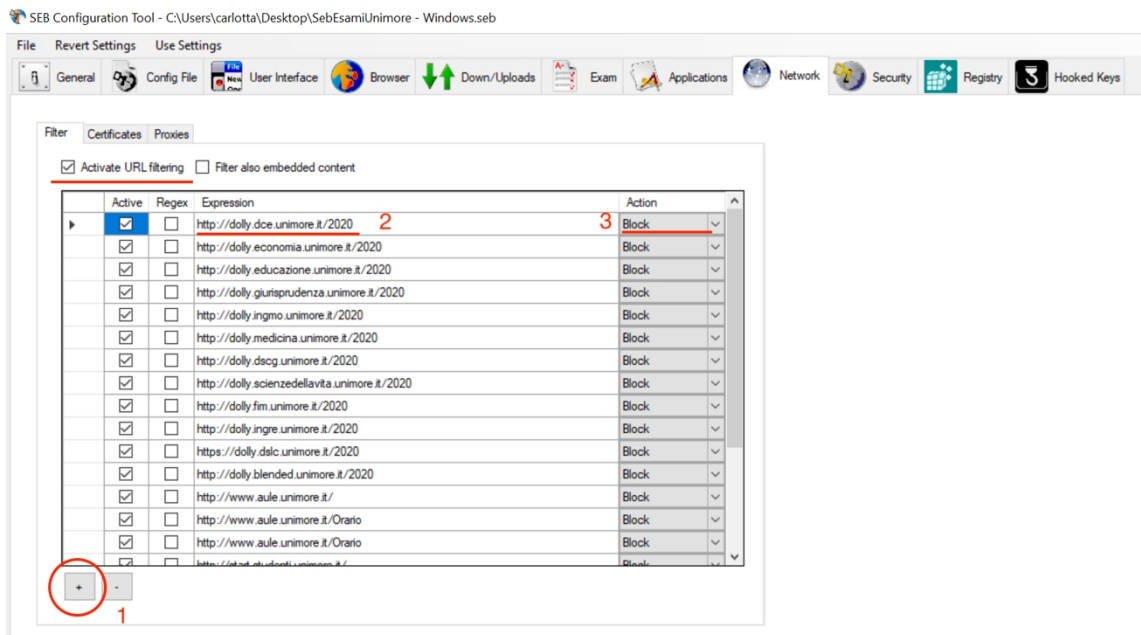 SEB Configuration Tool - C:\Users\carlotta\Desktop\SebEsamiUnimore - Windows.seb
File Revert Settings Use Settings
General Config File User Interface Browser Down/Uploads Exam Applications Network Security Registry Hooked Keys
Filter Certificates Proxies
Activate URL filtering Filter also embedded content
Active Regex Expression Action
http://dolly.dce.unimore.it/2020 2 3 Block
http://dolly.economia.unimore.it/2020 Block
http://dolly.educazione.unimore.it/2020 Block
http://dolly.giurisprudenza.unimore.it/2020 Block
http://dolly.ingmo.unimore.it/2020 Block
http://dolly.medicina.unimore.it/2020 Block
http://dolly.dscg.unimore.it/2020 Block
http://dolly.scienzedellavita.unimore.it/2020 Block
http://dolly.fim.unimore.it/2020 Block
http://dolly.ingre.unimore.it/2020 Block
https://dolly.dslc.unimore.it/2020 Block
http://dolly.blended.unimore.it/2020 Block
http://www.aule.unimore.it/ Block
http://www.aule.unimore.it/Orario Block
http://www.aule.unimore.it/Orario Block
http://start.studenti.unimore.it/ Block
+ -
1